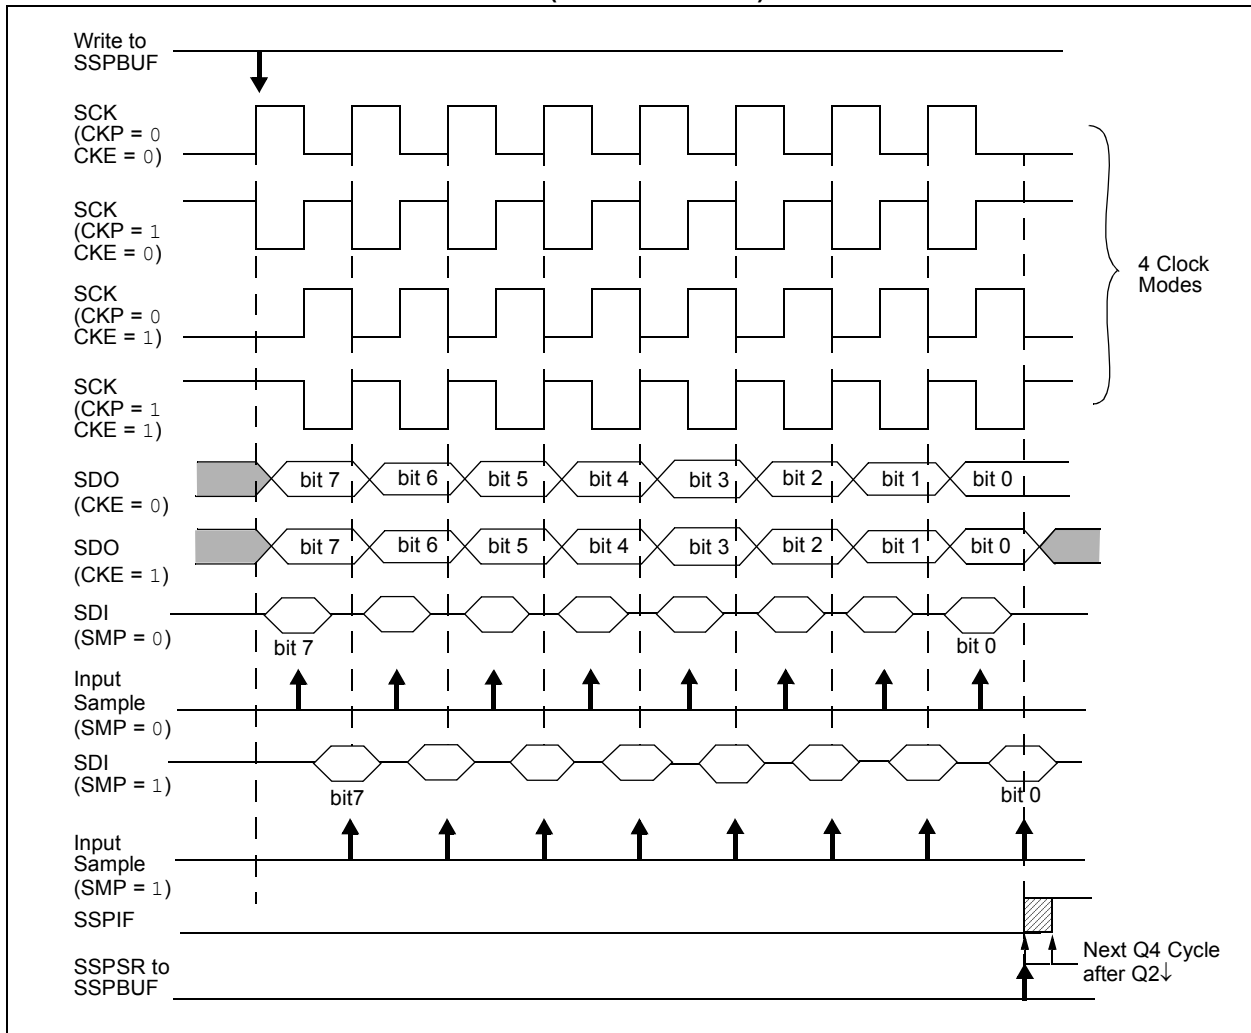 Write to
SSPBUF
SCK
(CKP = 0
CKE = 0)
SCK
(CKP = 1
CKE = 0)
SCK
(CKP = 0
CKE = 1)
SCK
(CKP = 1
CKE = 1)
4 Clock
Modes
SDO
(CKE = 0)
bit 7 bit 6 bit 5 bit 4 bit 3 bit 2 bit 1 bit 0
SDO
(CKE = 1)
bit 7 bit 6 bit 5 bit 4 bit 3 bit 2 bit 1 bit 0
SDI
(SMP = 0)
bit 7 bit 0
Input
Sample
(SMP = 0)
SDI
(SMP = 1)
bit7 bit 0
Input
Sample
(SMP = 1)
SSPIF
Next Q4 Cycle
after Q2↓
SSPSR to
SSPBUF